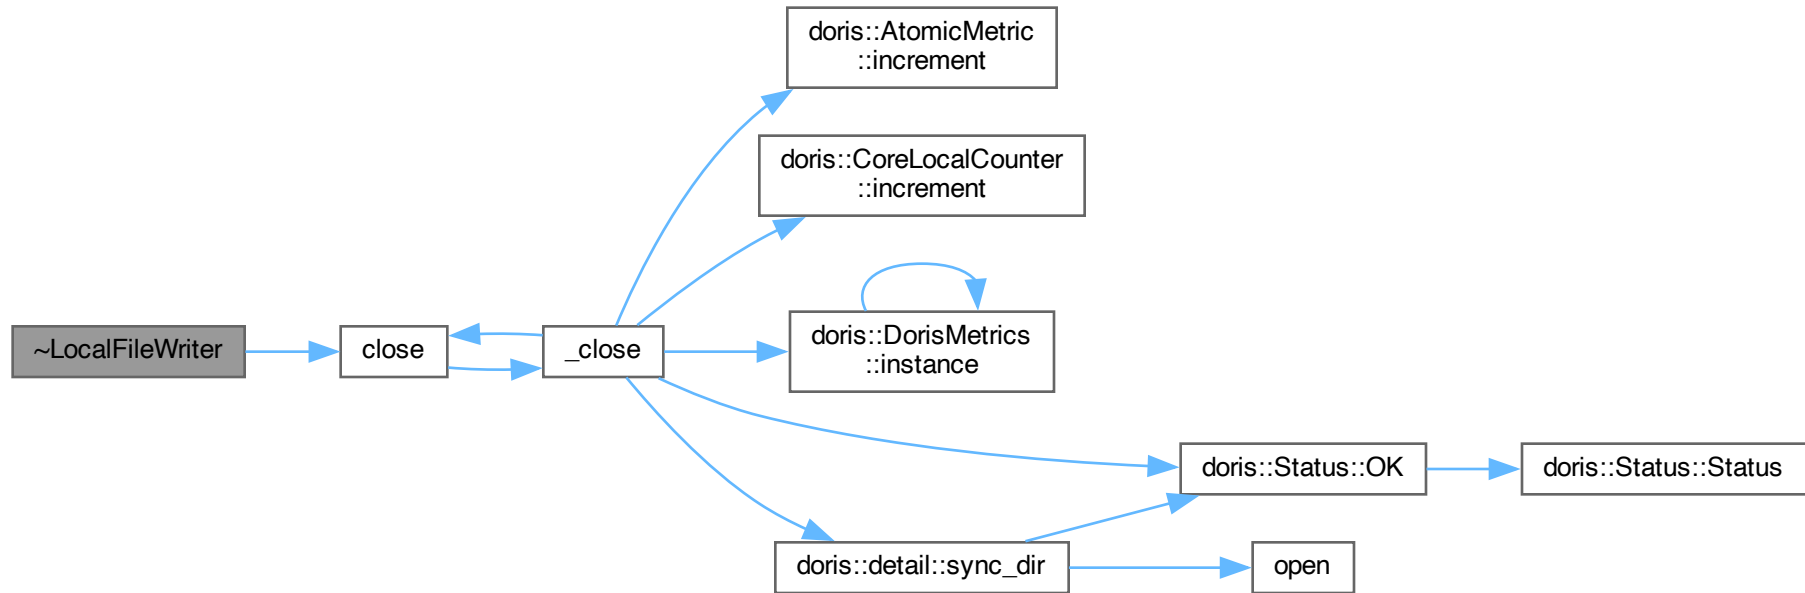 doris::AtomicMetric
::increment
doris::CoreLocalCounter
::increment
~LocalFileWriter
close
_close
doris::DorisMetrics
::instance
doris::Status::OK
doris::Status::Status
doris::detail::sync_dir
open